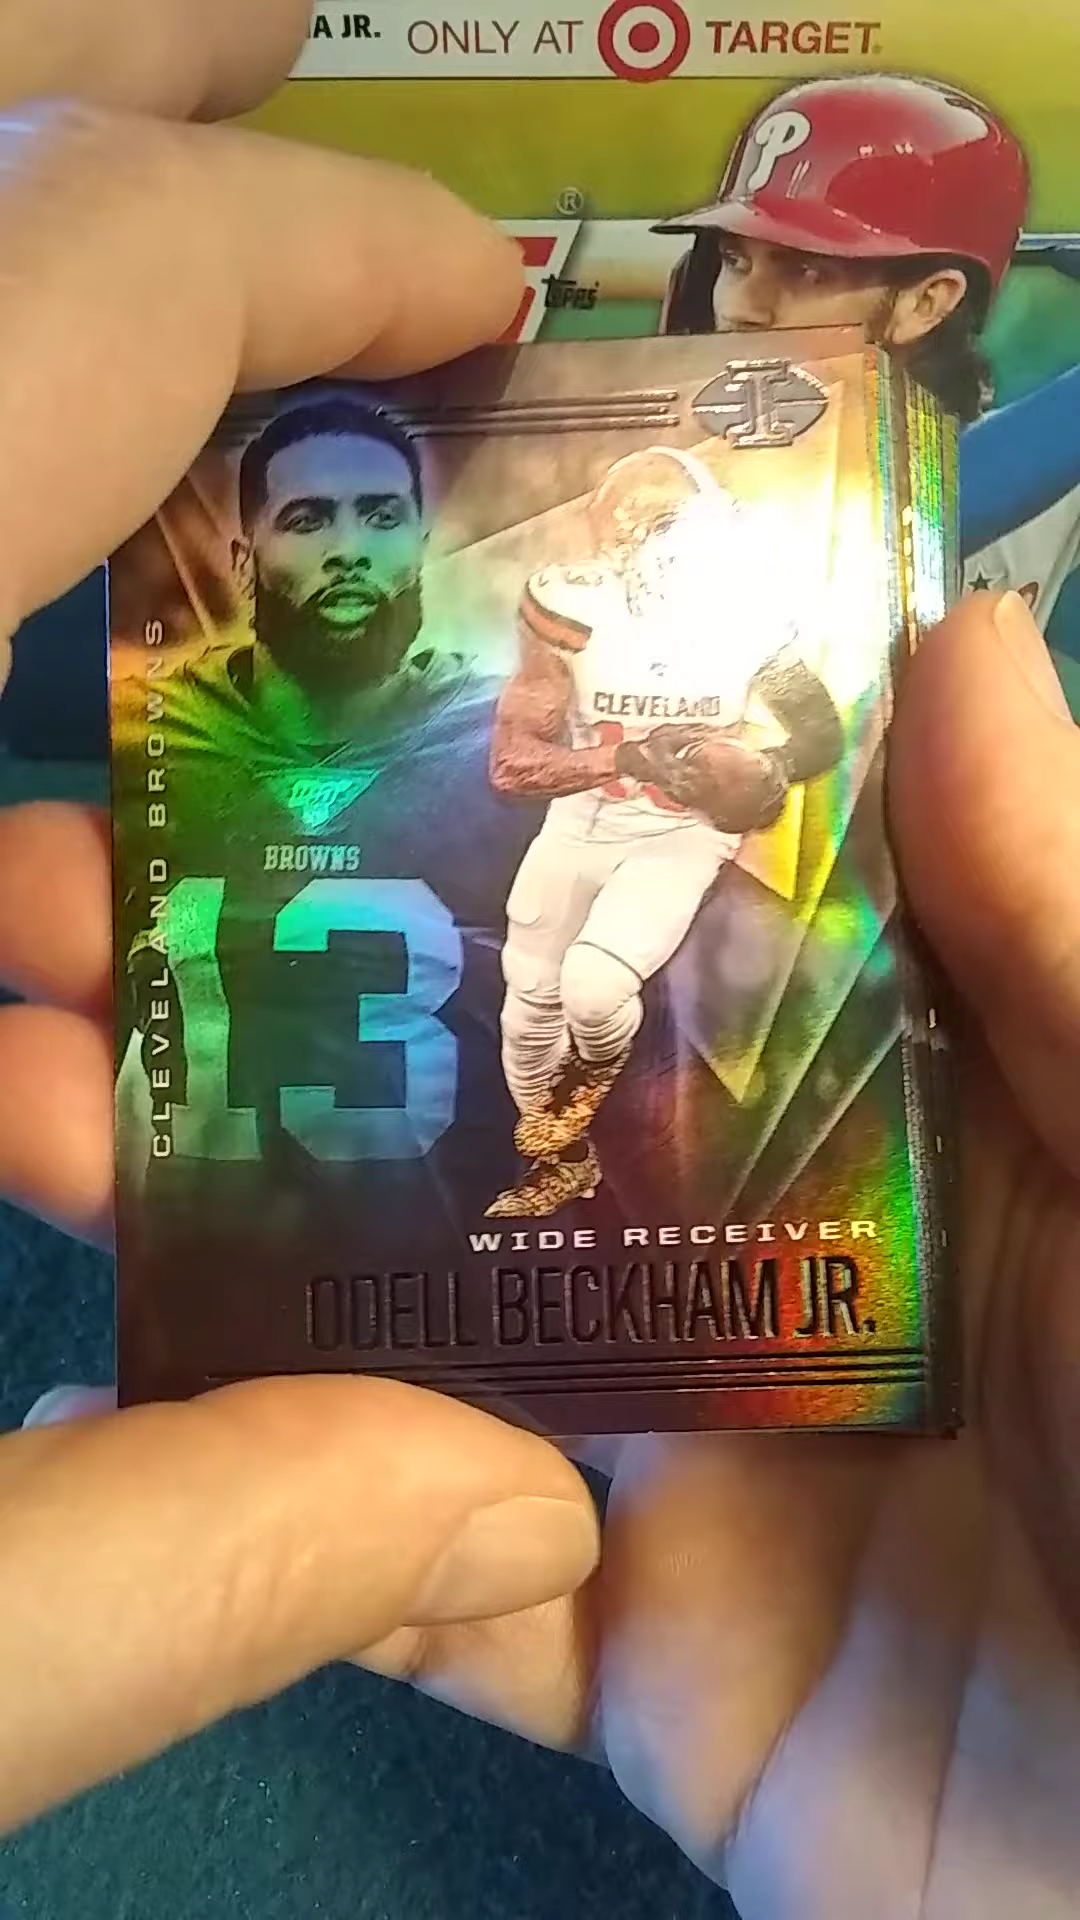 A JR. ONLY AT TARGET
P
®
TOPPS
I
CLEVELAND BROWNS
CLEVELAND
BROWNS
13
WIDE RECEIVER
ODELL BECKHAM JR.